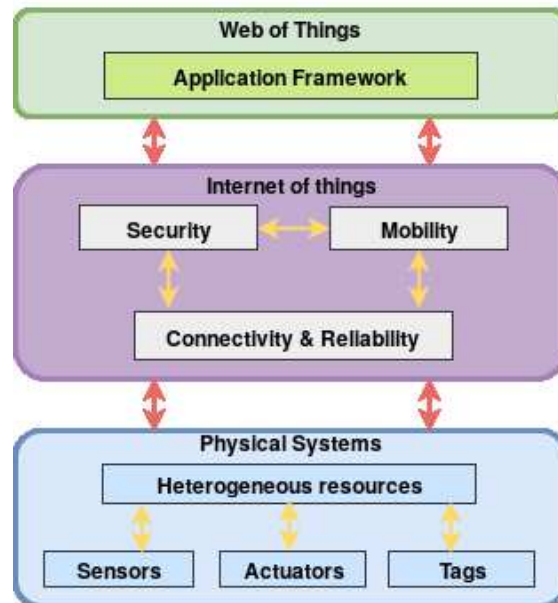 Web of Things
Application Framework
Internet of things
Security
Mobility
Connectivity & Reliability
Physical Systems
Heterogeneous resources
Sensors
Actuators
Tags